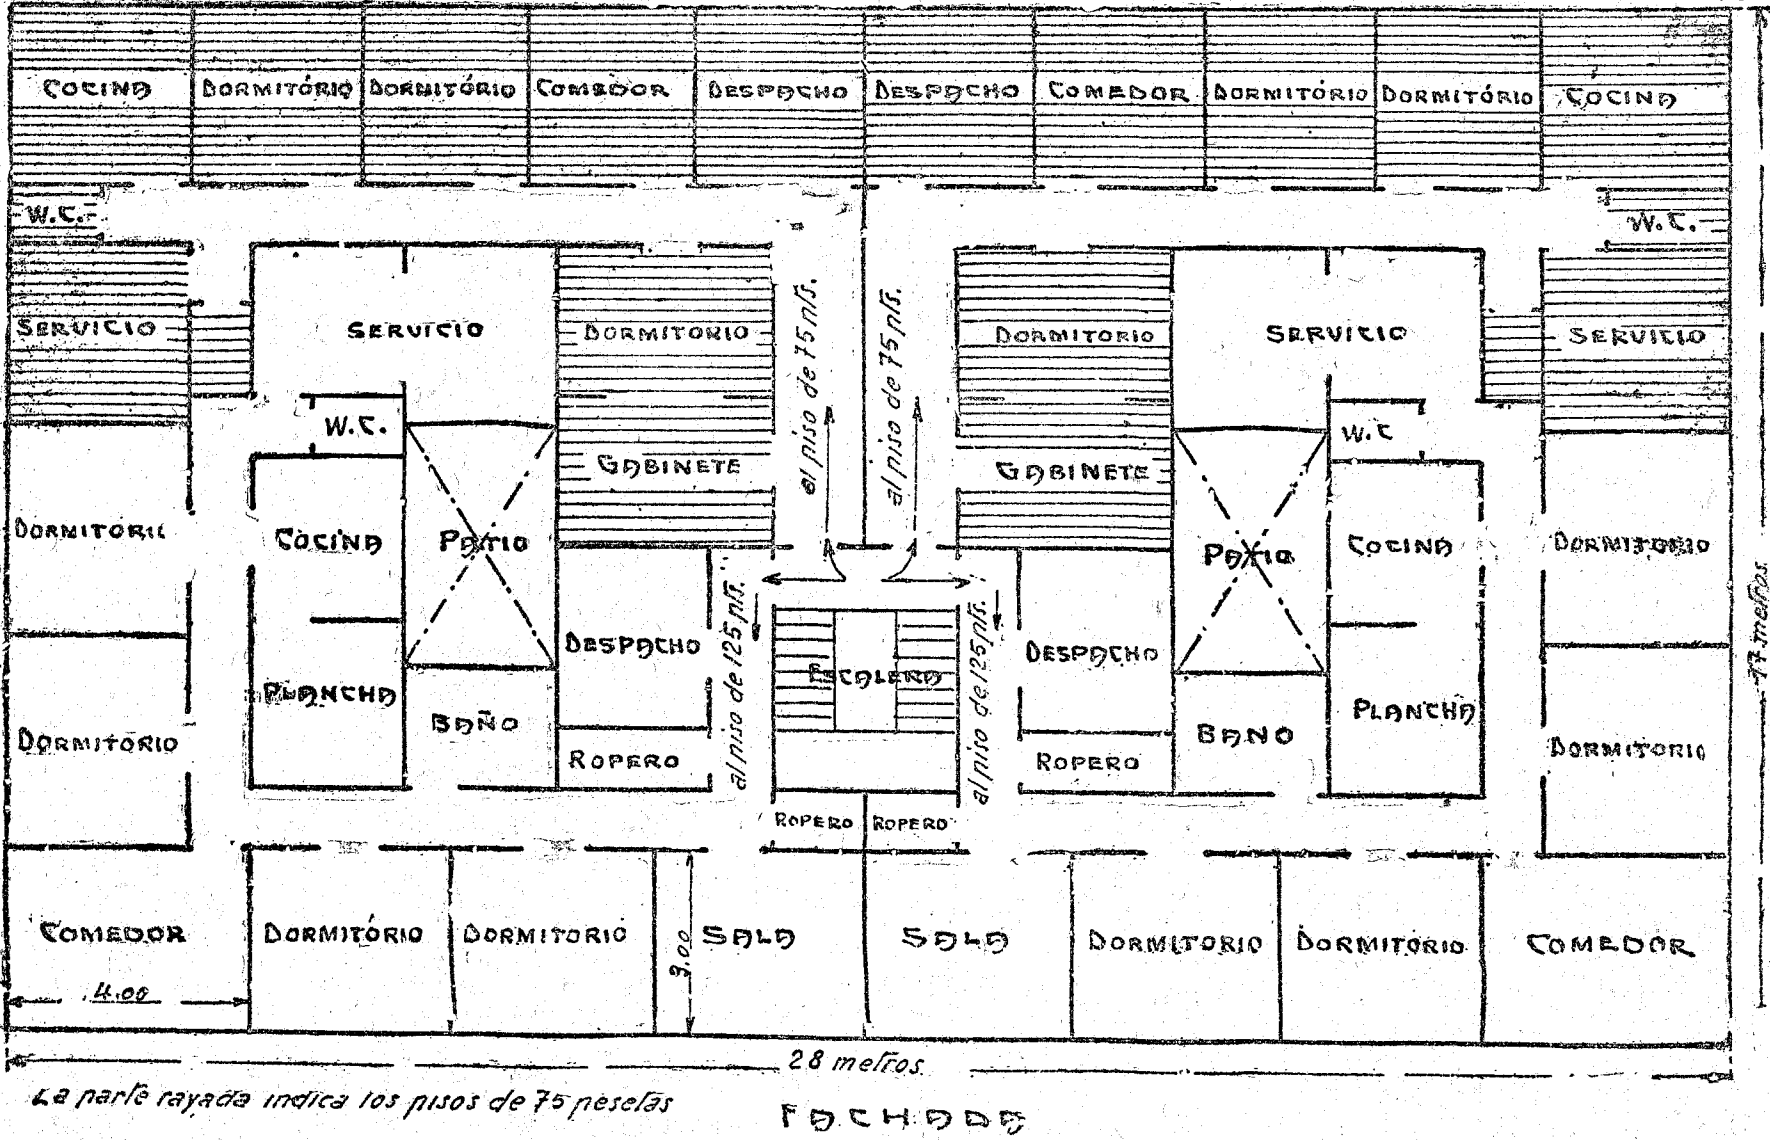 COCINA DORMITÓRIO DORMITÓRIO COMEDOR DESPACHO DESPACHO COMEDOR DORMITÓRIO DORMITÓRIO COCINA
W.C. W.C.
SERVICIO SERVICIO DORMITORIO al piso de 75 pts. al piso de 75 pts. DORMITORIO SERVICIO SERVICIO
W.C. W.C
GABINETE GABINETE
DORMITORIO COCINA PATIO PATIO COCINA DORMITORIO
17 metros
DESPACHO al piso de 125 pts. ESCALERA al piso de 125 pts. DESPACHO
PLANCHA PLANCHA
DORMITORIO BAÑO BANO DORMITORIO
ROPERO ROPERO
ROPERO ROPERO
COMEDOR DORMITÓRIO DORMITORIO SALA SALA DORMITORIO DORMITORIO COMEDOR
4.00 3.00
28 metros
La parte rayada indica los pisos de 75 pesetas
FACHADA